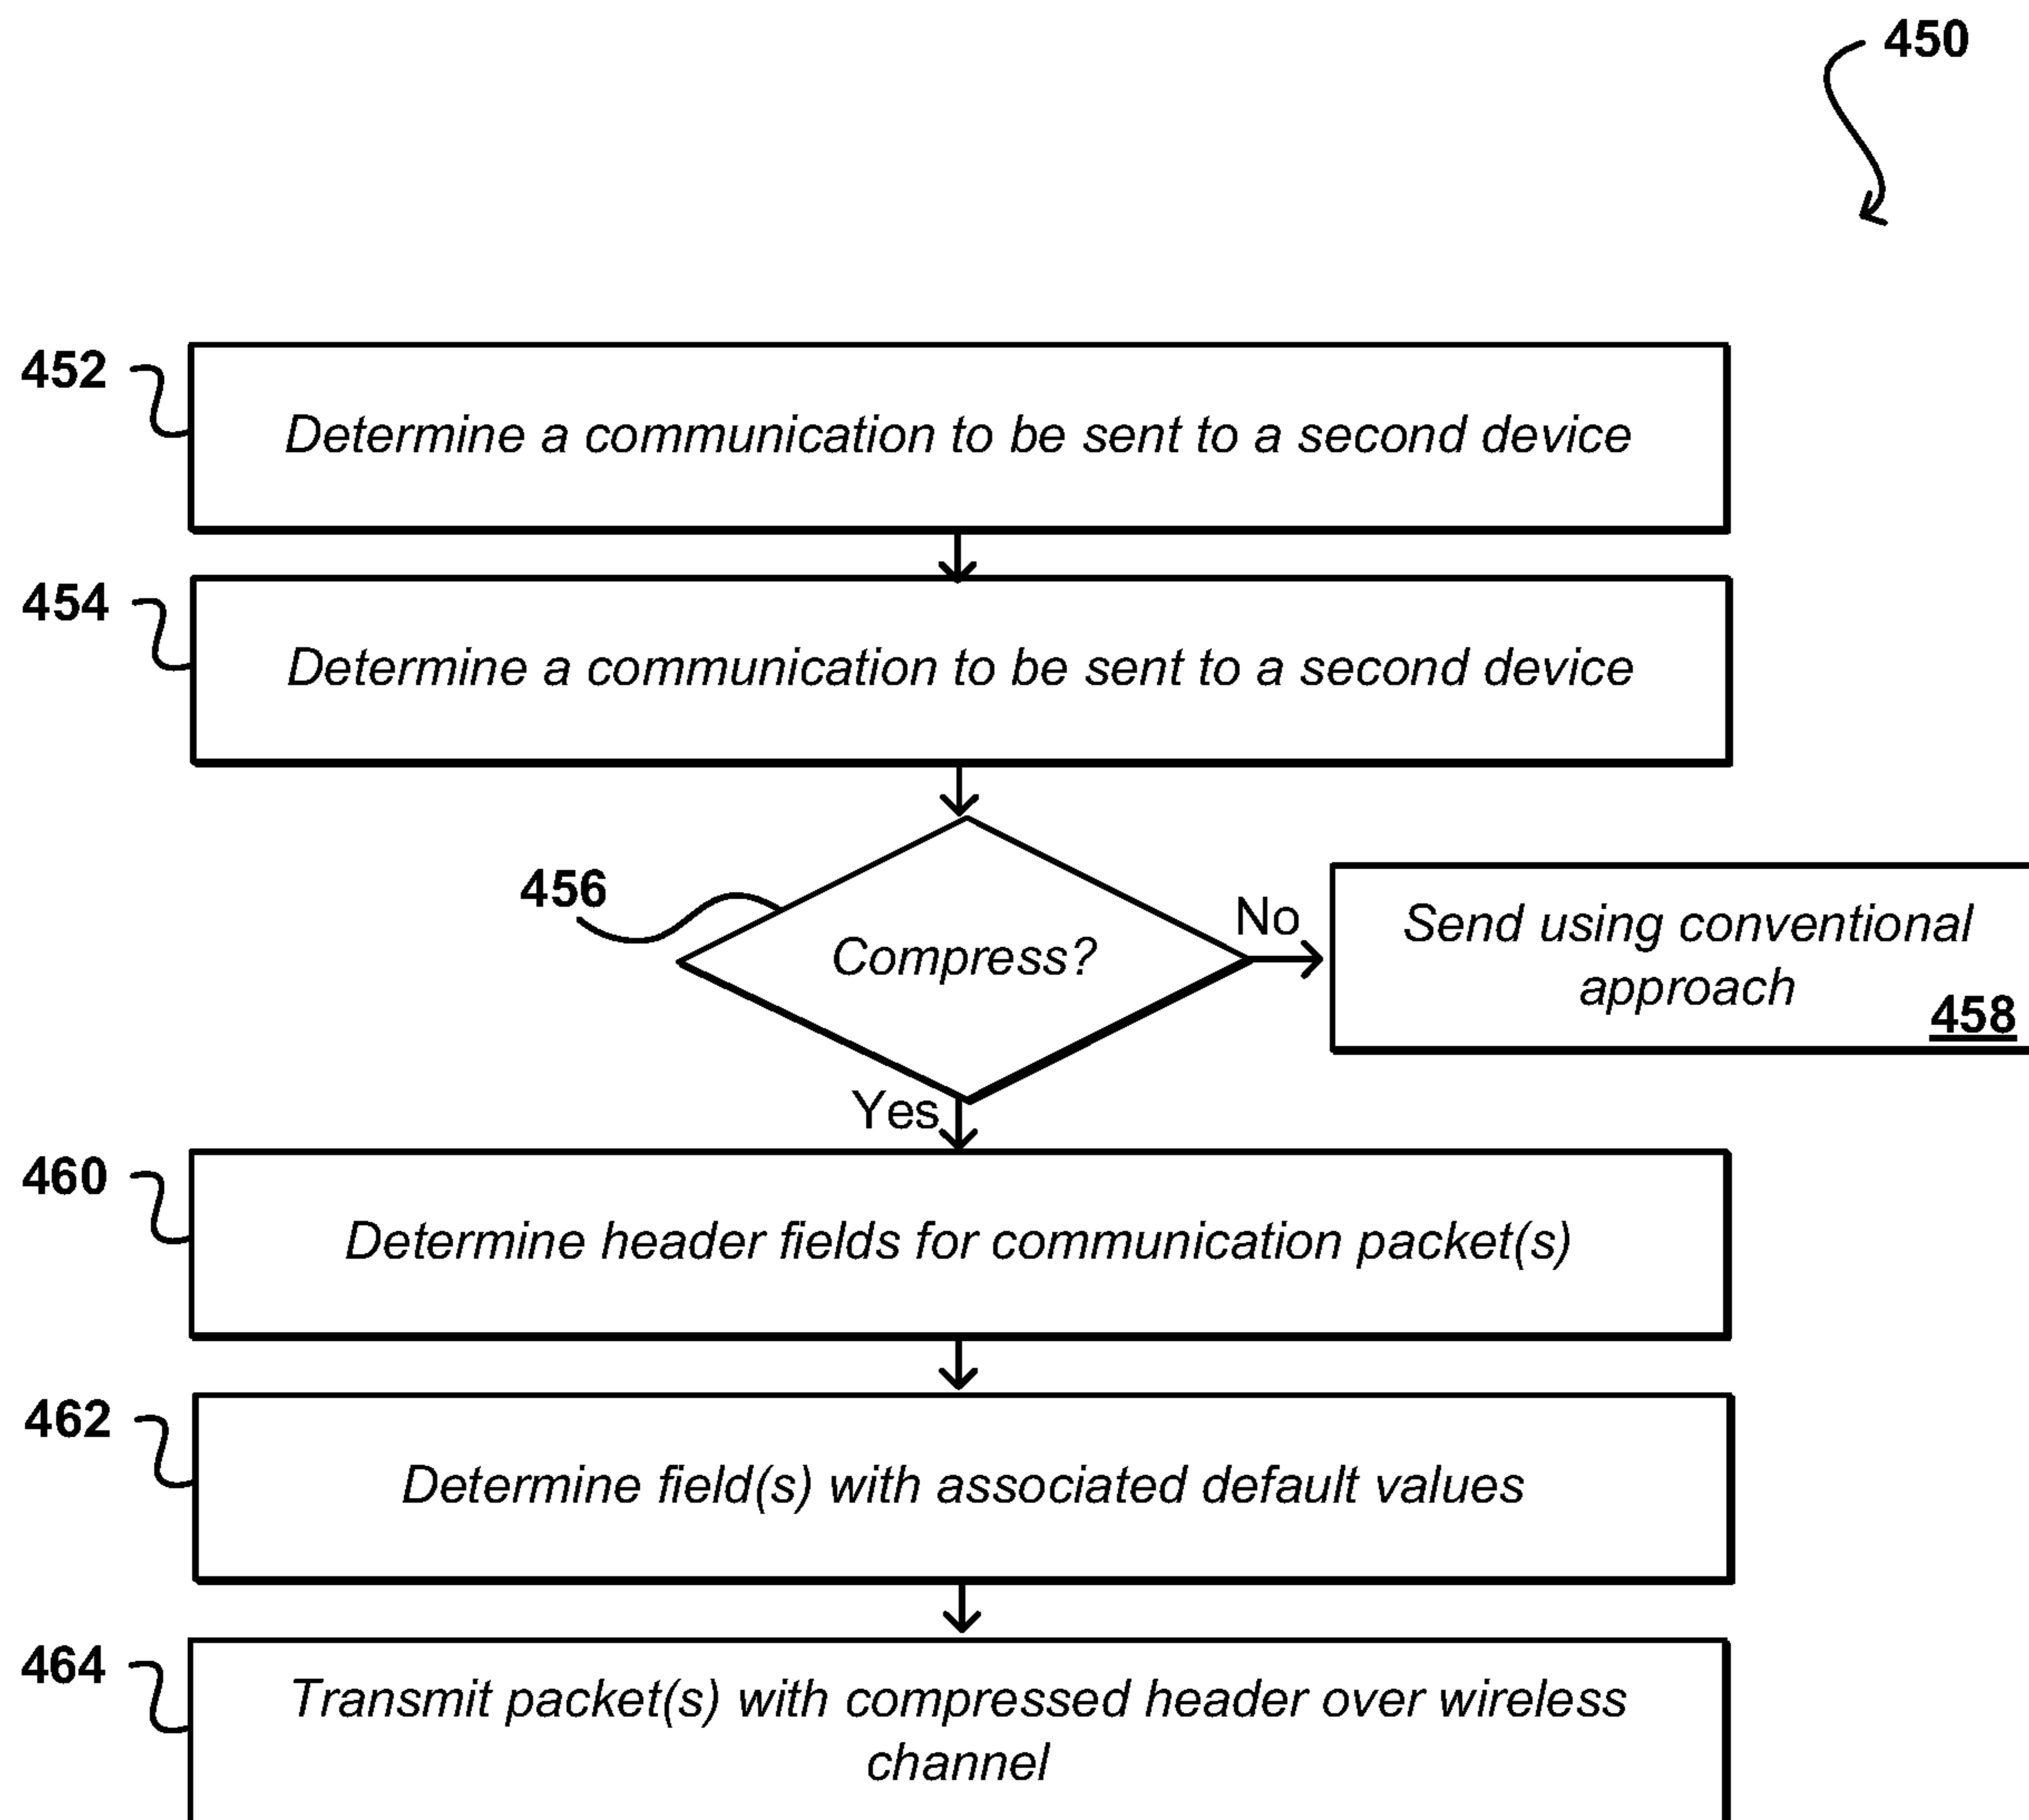 450
452
Determine a communication to be sent to a second device
454
Determine a communication to be sent to a second device
456
Compress?
No
Send using conventional
approach
458
Yes
460
Determine header fields for communication packet(s)
462
Determine field(s) with associated default values
464
Transmit packet(s) with compressed header over wireless
channel